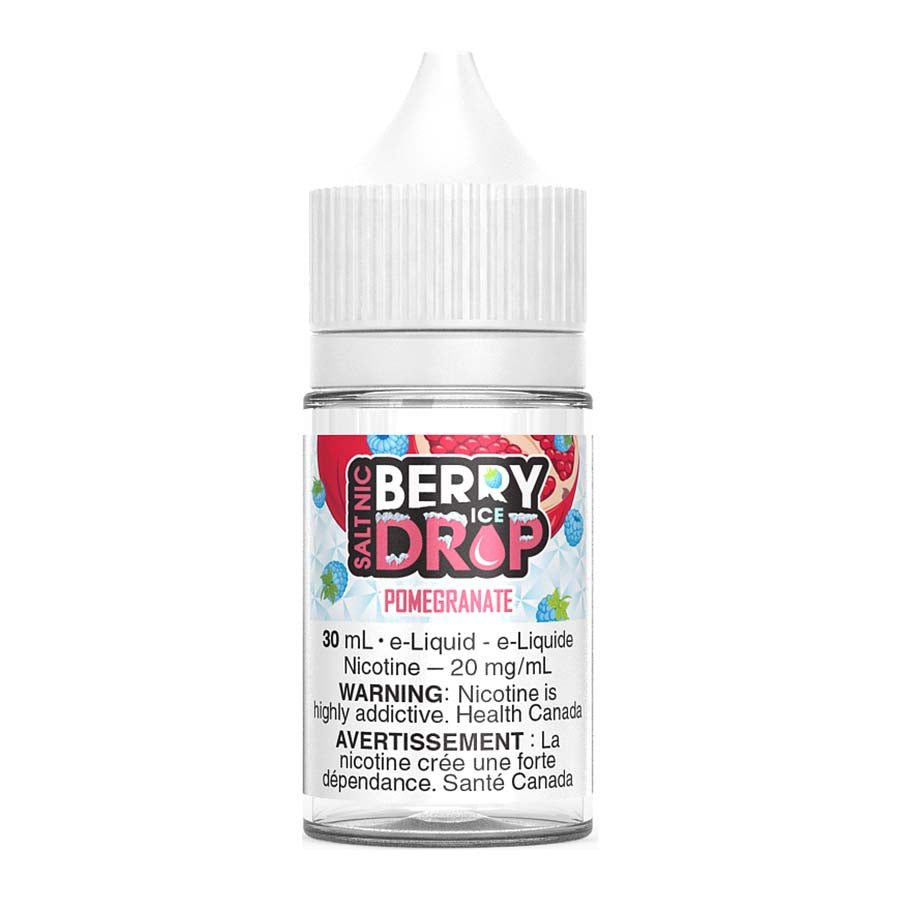 SALT NIC
BERRY
ICE
DROP
POMEGRANATE
30 mL • e-Liquid - e-Liquide
Nicotine — 20 mg/mL
WARNING: Nicotine is
highly addictive. Health Canada
AVERTISSEMENT : La
nicotine crée une forte
dépendance. Santé Canada